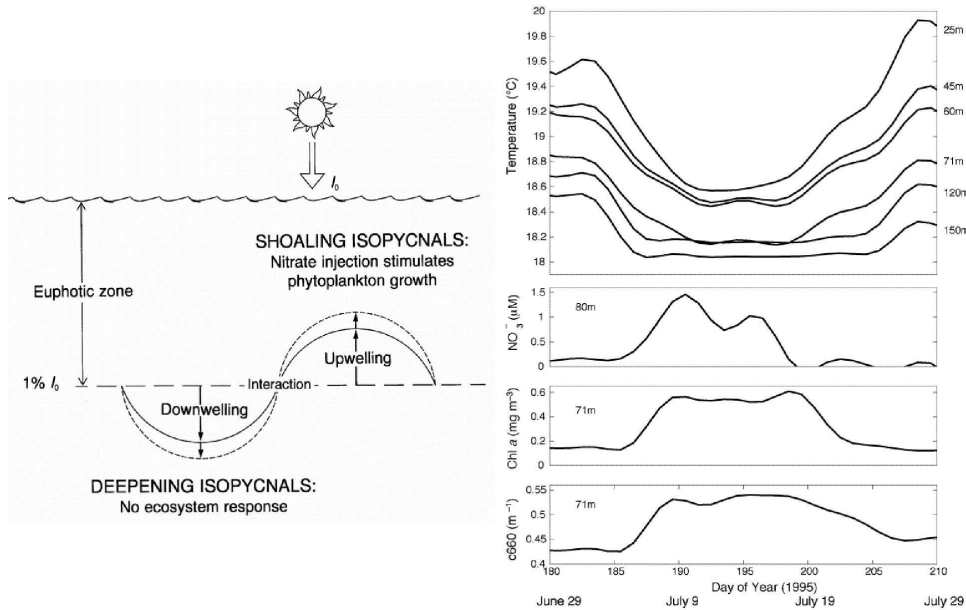 I₀
SHOALING ISOPYCNALS:
Nitrate injection stimulates
phytoplankton growth
Euphotic zone
Upwelling
1% I₀
Interaction
Downwelling
DEEPENING ISOPYCNALS:
No ecosystem response
20
19.8
19.6
19.4
19.2
19
18.8
18.6
18.4
18.2
18
Temperature (°C)
25m
45m
60m
71m
120m
150m
1.5
1
0.5
0
NO₃⁻ (µM)
80m
0.6
0.4
0.2
0
Chl a (mg m⁻³)
71m
0.55
0.5
0.45
0.4
c660 (m⁻¹)
71m
180 185 190 195 200 205 210
Day of Year (1995)
June 29 July 9 July 19 July 29